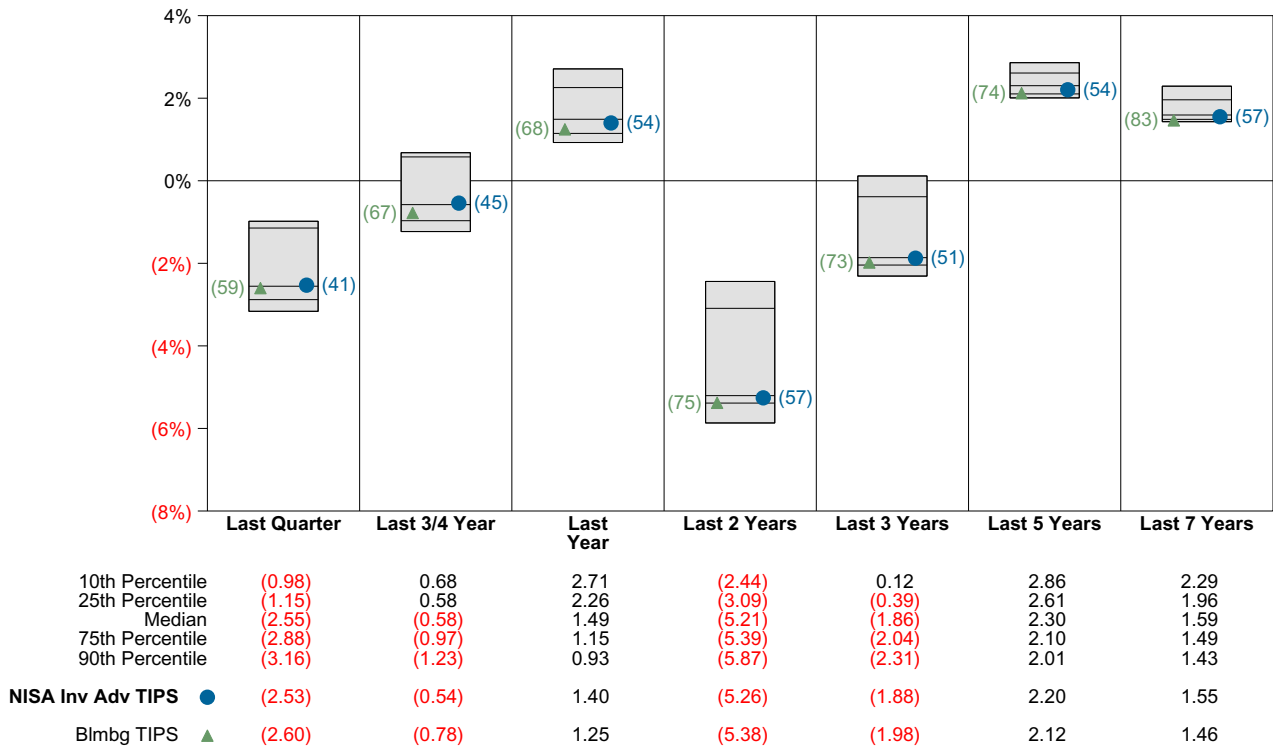 4%
2%
0%
(2%)
(4%)
(6%)
(8%)
(59) (41)
(67) (45)
(68) (54)
(75) (57)
(73) (51)
(74) (54)
(83) (57)
Last Quarter Last 3/4 Year Last Year Last 2 Years Last 3 Years Last 5 Years Last 7 Years
10th Percentile (0.98) 0.68 2.71 (2.44) 0.12 2.86 2.29
25th Percentile (1.15) 0.58 2.26 (3.09) (0.39) 2.61 1.96
Median (2.55) (0.58) 1.49 (5.21) (1.86) 2.30 1.59
75th Percentile (2.88) (0.97) 1.15 (5.39) (2.04) 2.10 1.49
90th Percentile (3.16) (1.23) 0.93 (5.87) (2.31) 2.01 1.43
NISA Inv Adv TIPS (2.53) (0.54) 1.40 (5.26) (1.88) 2.20 1.55
Blmbg TIPS (2.60) (0.78) 1.25 (5.38) (1.98) 2.12 1.46